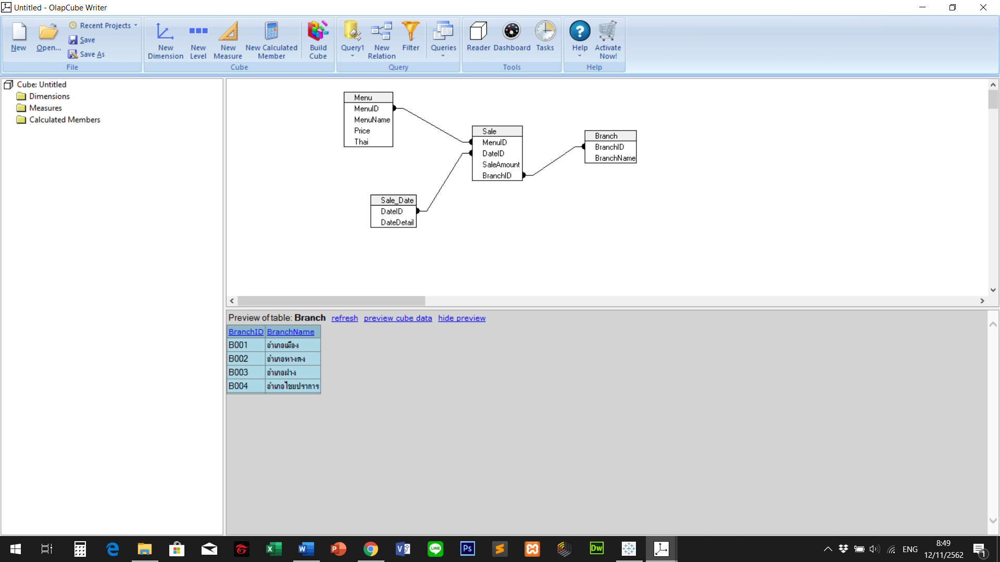 Untitled - OlapCube Writer
New
Open...
Recent Projects
Save
Save As
File
New Dimension
New Level
New Measure
New Calculated Member
Build Cube
Cube
Query1
New Relation
Filter
Queries
Query
Reader
Dashboard
Tasks
Tools
Help
Activate Now!
Help
Cube: Untitled
Dimensions
Measures
Calculated Members
Menu
MenuID
MenuName
Price
Thai
Sale
MenuID
DateID
SaleAmount
BranchID
Branch
BranchID
BranchName
Sale_Date
DateID
DateDetail
Preview of table: Branch refresh preview cube data hide preview
BranchID BranchName
B001 อำเภอเมือง
B002 อำเภอหางดง
B003 อำเภอฝาง
B004 อำเภอไชยปราการ
LINE
Ps
Dw
ENG
8:49
12/11/2562
1